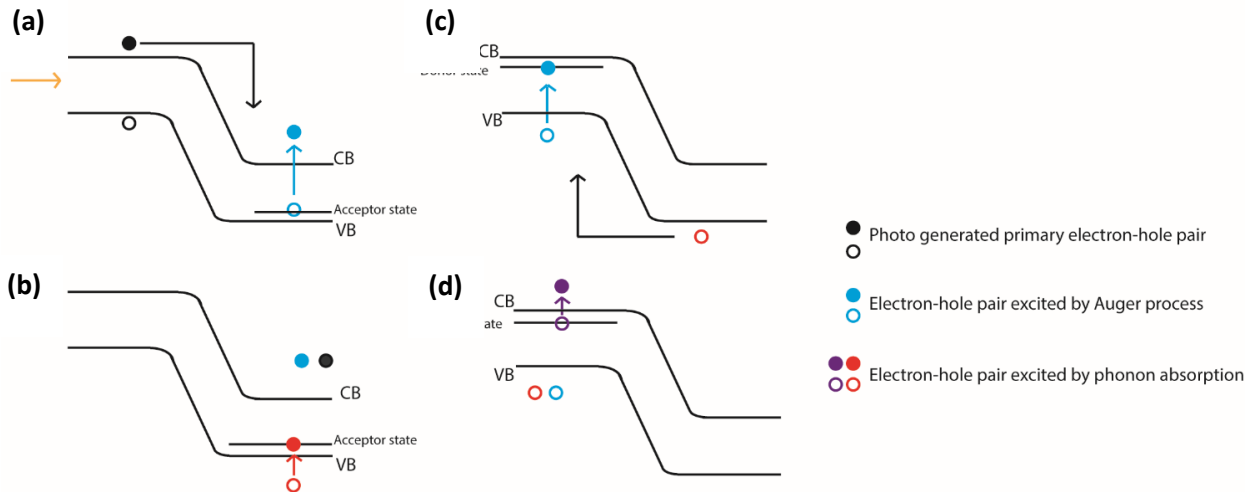 (a)
CB
Acceptor state
VB
(b)
CB
Acceptor state
VB
(c)
CB
VB
(d)
CB
ate
VB
Photo generated primary electron-hole pair
Electron-hole pair excited by Auger process
Electron-hole pair excited by phonon absorption